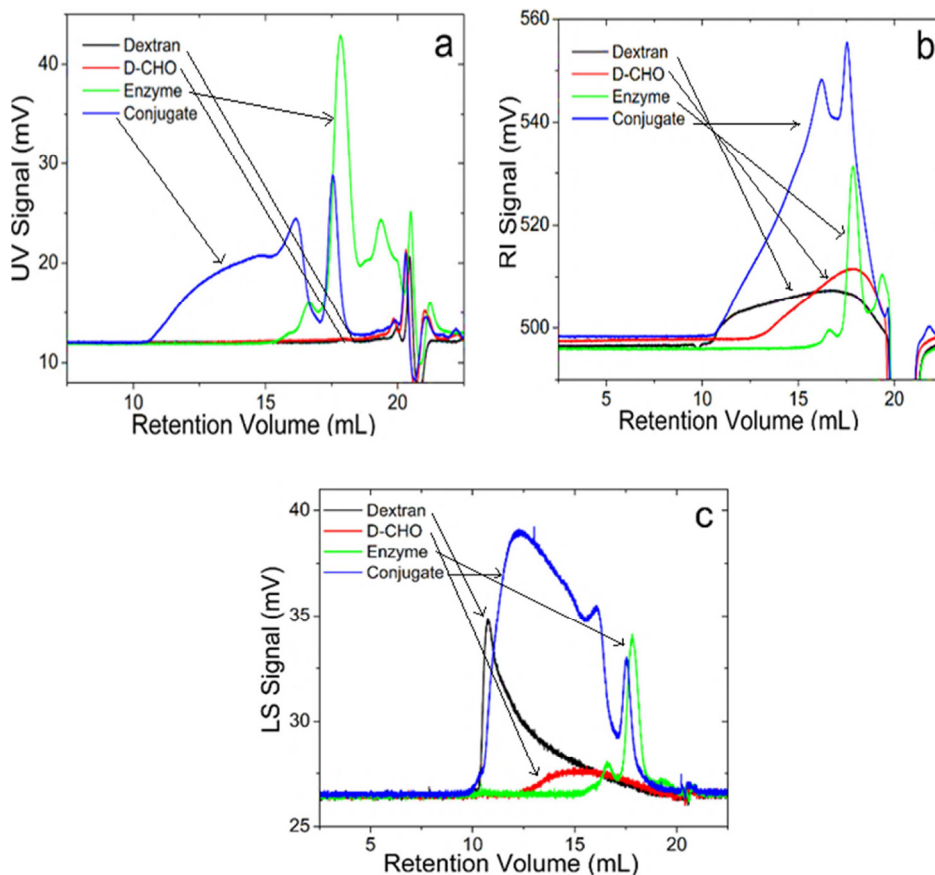 a
Dextran
D-CHO
Enzyme
Conjugate
40
30
20
10
UV Signal (mV)
10 15 20
Retention Volume (mL)
b
Dextran
D-CHO
Enzyme
Conjugate
560
540
520
500
RI Signal (mV)
5 10 15 20
Retention Volume (mL)
c
Dextran
D-CHO
Enzyme
Conjugate
40
35
30
25
LS Signal (mV)
5 10 15 20
Retention Volume (mL)